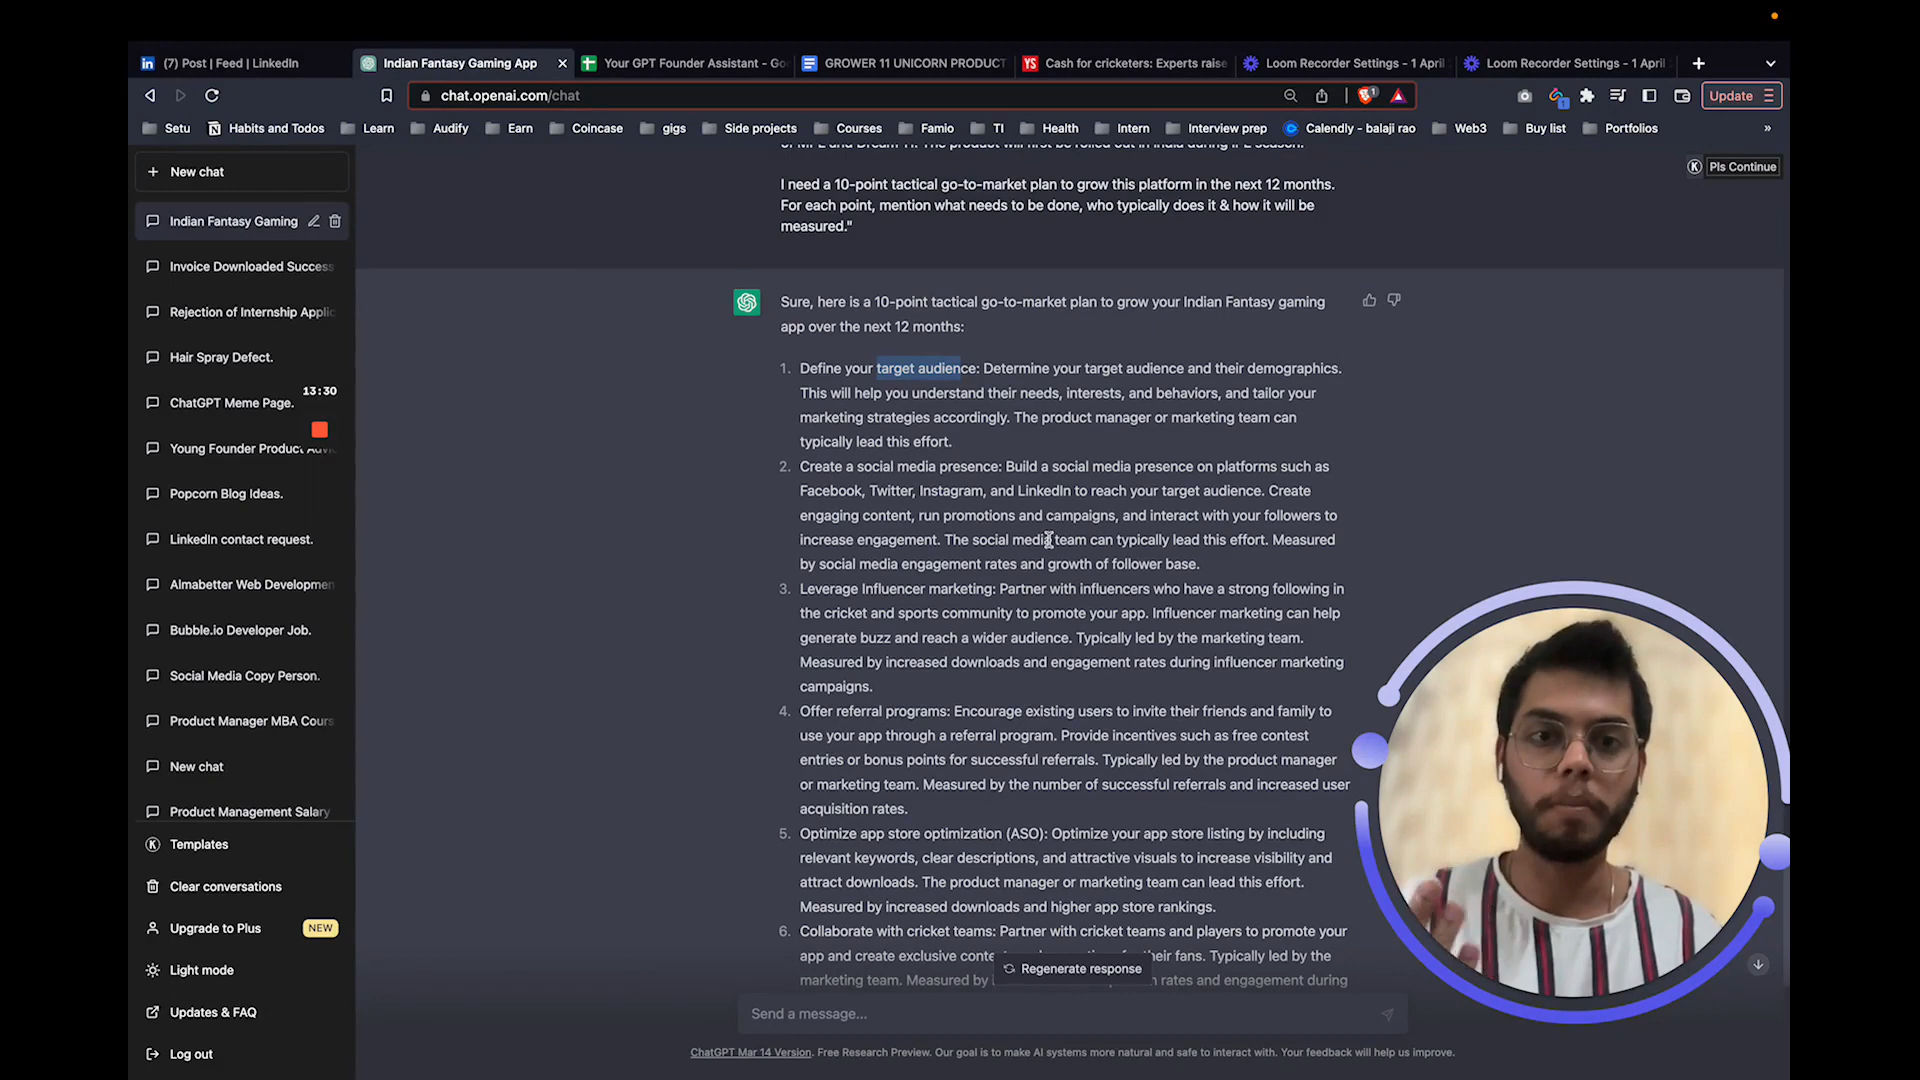 (7) Post | Feed | LinkedIn
Indian Fantasy Gaming App
Your GPT Founder Assistant - Go
GROWER 11 UNICORN PRODUCT
Cash for cricketers: Experts raise
Loom Recorder Settings - 1 April
Loom Recorder Settings - 1 April
chat.openai.com/chat
Update
Setu
Habits and Todos
Learn
Audify
Earn
Coincase
gigs
Side projects
Courses
Famio
TI
Health
Intern
Interview prep
Calendly - balaji rao
Web3
Buy list
Portfolios
New chat
Pls Continue
Indian Fantasy Gaming
Invoice Downloaded Success
Rejection of Internship Applic
Hair Spray Defect.
13:30
ChatGPT Meme Page.
Young Founder Product
Popcorn Blog Ideas.
LinkedIn contact request.
Almabetter Web Developmen
Bubble.io Developer Job.
Social Media Copy Person.
Product Manager MBA Cours
New chat
Product Management Salary
Templates
Clear conversations
Upgrade to Plus NEW
Light mode
Updates & FAQ
Log out
of MPL and Dream 11. The product will first be rolled out in India during IPL season.
I need a 10-point tactical go-to-market plan to grow this platform in the next 12 months.
For each point, mention what needs to be done, who typically does it & how it will be
measured."
Sure, here is a 10-point tactical go-to-market plan to grow your Indian Fantasy gaming
app over the next 12 months:
1. Define your target audience: Determine your target audience and their demographics.
This will help you understand their needs, interests, and behaviors, and tailor your
marketing strategies accordingly. The product manager or marketing team can
typically lead this effort.
2. Create a social media presence: Build a social media presence on platforms such as
Facebook, Twitter, Instagram, and LinkedIn to reach your target audience. Create
engaging content, run promotions and campaigns, and interact with your followers to
increase engagement. The social media team can typically lead this effort. Measured
by social media engagement rates and growth of follower base.
3. Leverage Influencer marketing: Partner with influencers who have a strong following in
the cricket and sports community to promote your app. Influencer marketing can help
generate buzz and reach a wider audience. Typically led by the marketing team.
Measured by increased downloads and engagement rates during influencer marketing
campaigns.
4. Offer referral programs: Encourage existing users to invite their friends and family to
use your app through a referral program. Provide incentives such as free contest
entries or bonus points for successful referrals. Typically led by the product manager
or marketing team. Measured by the number of successful referrals and increased user
acquisition rates.
5. Optimize app store optimization (ASO): Optimize your app store listing by including
relevant keywords, clear descriptions, and attractive visuals to increase visibility and
attract downloads. The product manager or marketing team can lead this effort.
Measured by increased downloads and higher app store rankings.
6. Collaborate with cricket teams: Partner with cricket teams and players to promote your
app and create exclusive conte their fans. Typically led by the
marketing team. Measured by rates and engagement during
Regenerate response
Send a message...
ChatGPT Mar 14 Version. Free Research Preview. Our goal is to make AI systems more natural and safe to interact with. Your feedback will help us improve.